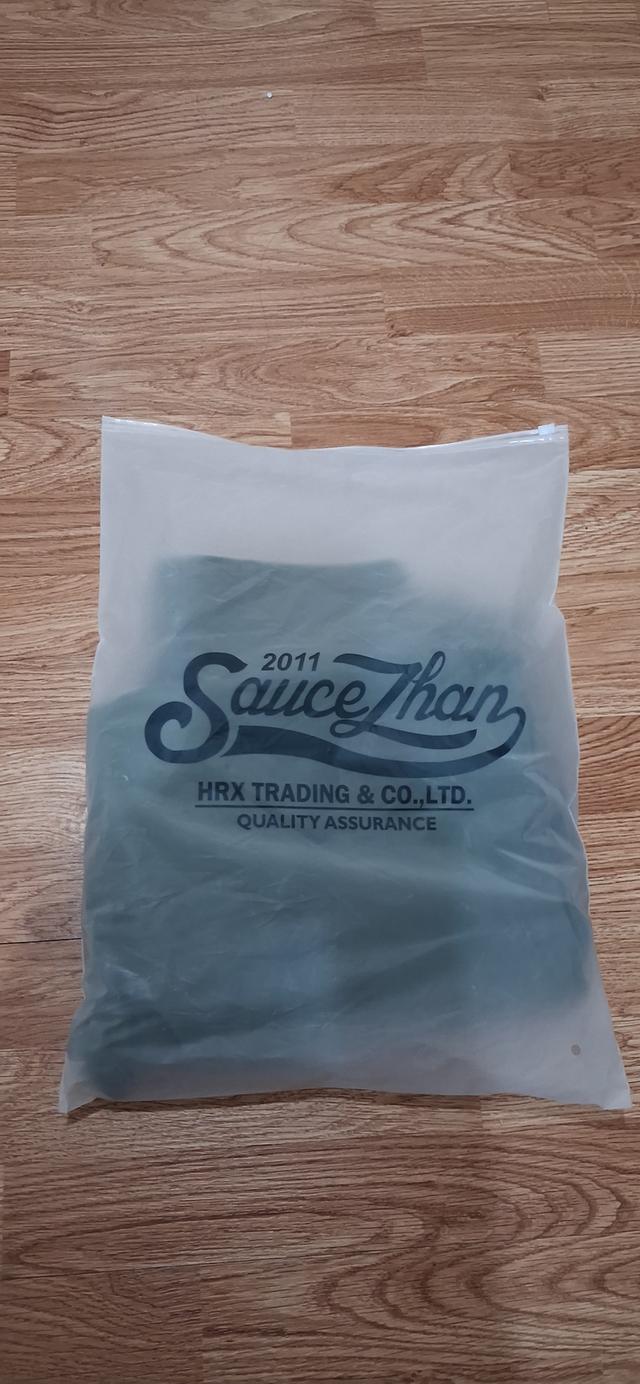 2011
SauceZhan
HRX TRADING & CO.,LTD.
QUALITY ASSURANCE